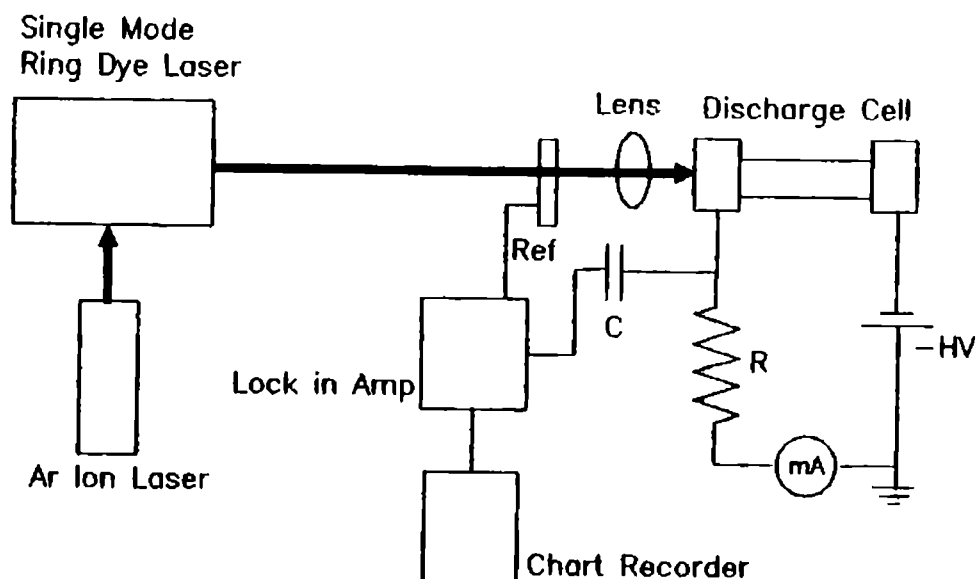 Single Mode
Ring Dye Laser
Lens
Discharge Cell
Ref
C
R
-HV
Lock in Amp
mA
Ar Ion Laser
Chart Recorder